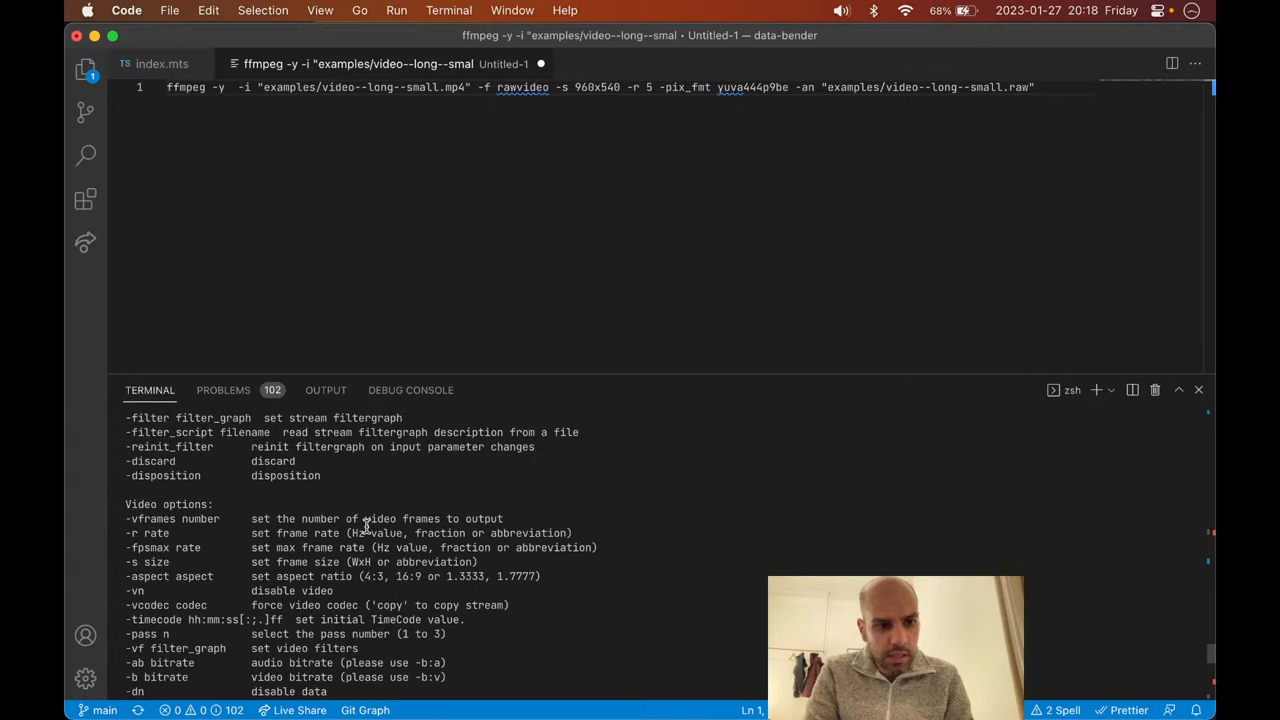 Code File Edit Selection View Go Run Terminal Window Help 68% 2023-01-27 20:18 Friday
ffmpeg -y -i "examples/video--long--smal • Untitled-1 — data-bender
TS index.mts ffmpeg -y -i "examples/video--long--smal Untitled-1
1
1 ffmpeg -y  -i "examples/video--long--small.mp4" -f rawvideo -s 960x540 -r 5 -pix_fmt yuva444p9be -an "examples/video--long--small.raw"
TERMINAL PROBLEMS 102 OUTPUT DEBUG CONSOLE zsh
-filter filter_graph  set stream filtergraph
-filter_script filename  read stream filtergraph description from a file
-reinit_filter      reinit filtergraph on input parameter changes
-discard            discard
-disposition        disposition
Video options:
-vframes number     set the number of video frames to output
-r rate             set frame rate (Hz value, fraction or abbreviation)
-fpsmax rate        set max frame rate (Hz value, fraction or abbreviation)
-s size             set frame size (WxH or abbreviation)
-aspect aspect      set aspect ratio (4:3, 16:9 or 1.3333, 1.7777)
-vn                 disable video
-vcodec codec       force video codec ('copy' to copy stream)
-timecode hh:mm:ss[:;.]ff  set initial TimeCode value.
-pass n             select the pass number (1 to 3)
-vf filter_graph    set video filters
-ab bitrate         audio bitrate (please use -b:a)
-b bitrate          video bitrate (please use -b:v)
-dn                 disable data
main 0 0 102 Live Share Git Graph Ln 1, 2 Spell Prettier